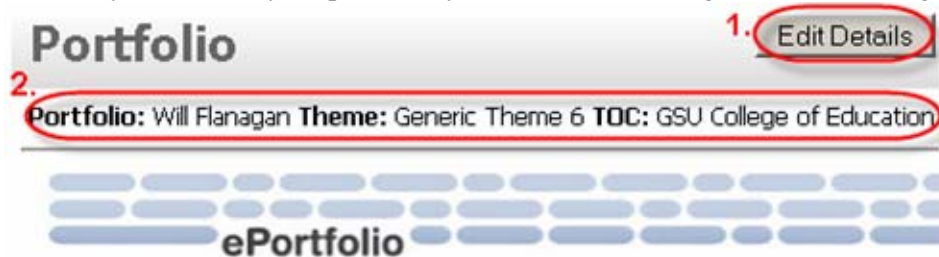 1. Edit Details
Portfolio
2.
Portfolio: Will Flanagan Theme: Generic Theme 6 TOC: GSU College of Education
ePortfolio